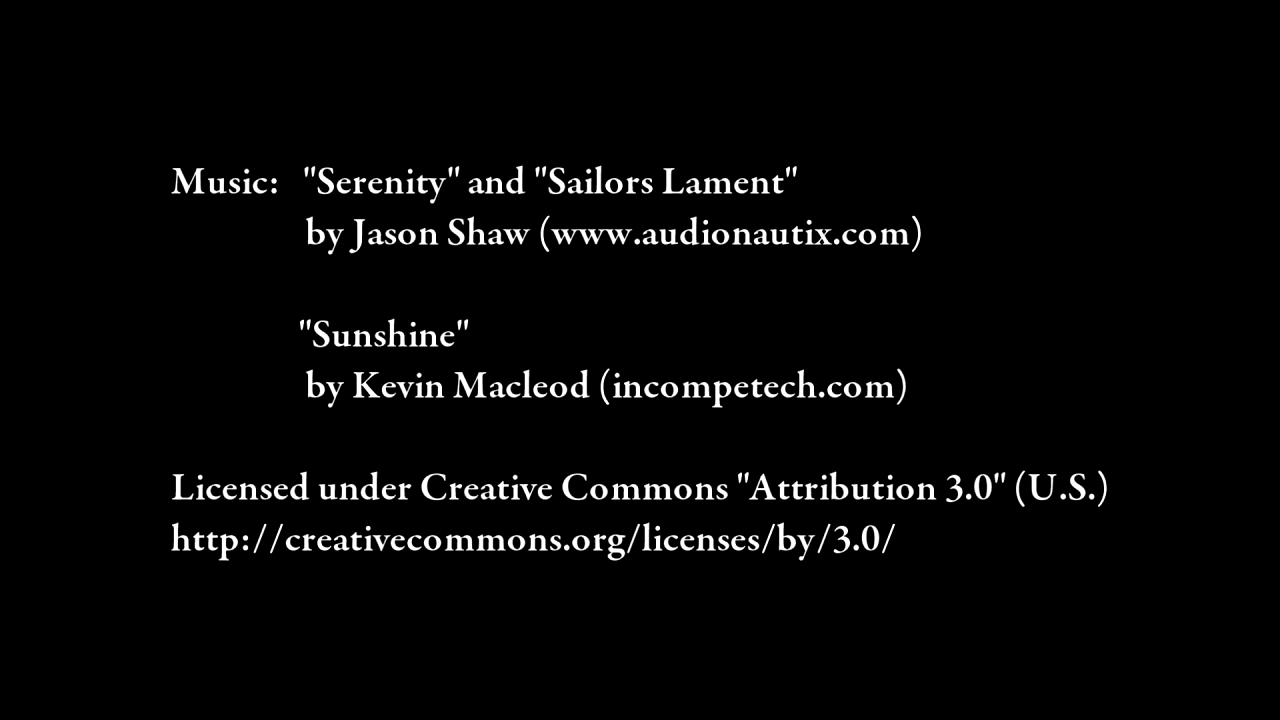 Music: "Serenity" and "Sailors Lament"
by Jason Shaw (www.audionautix.com)
"Sunshine"
by Kevin Macleod (incompetech.com)
Licensed under Creative Commons "Attribution 3.0" (U.S.)
http://creativecommons.org/licenses/by/3.0/